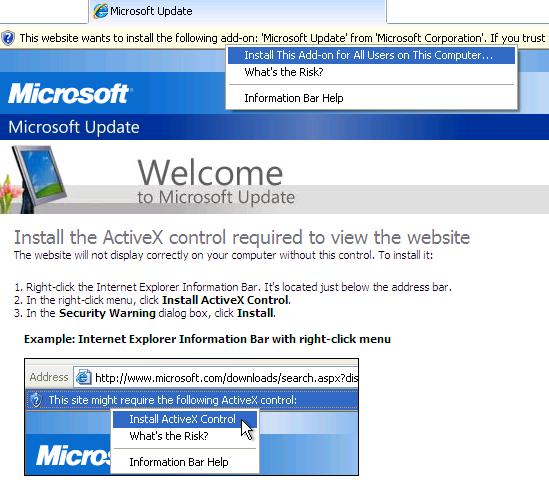 Microsoft Update
This website wants to install the following add-on: 'Microsoft Update' from 'Microsoft Corporation'. If you trust
Install This Add-on for All Users on This Computer...
What's the Risk?
Information Bar Help
Microsoft
Microsoft Update
Welcome
to Microsoft Update
Install the ActiveX control required to view the website
The website will not display correctly on your computer without this control. To install it:
1. Right-click the Internet Explorer Information Bar. It's located just below the address bar.
2. In the right-click menu, click Install ActiveX Control.
3. In the Security Warning dialog box, click Install.
Example: Internet Explorer Information Bar with right-click menu
Address http://www.microsoft.com/downloads/search.aspx?dis
This site might require the following ActiveX control:
Install ActiveX Control
What's the Risk?
Information Bar Help
Micros